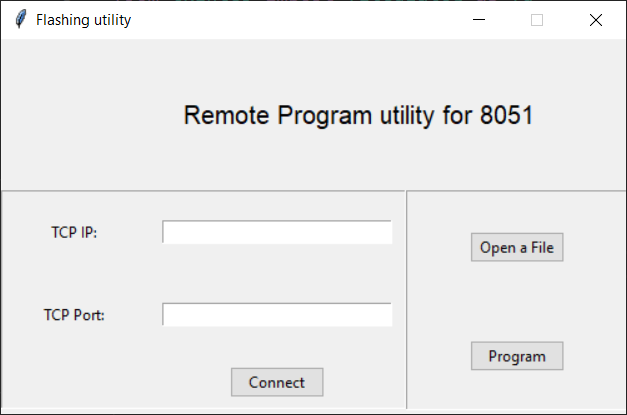 Flashing utility
Remote Program utility for 8051
TCP IP:
Open a File
TCP Port:
Program
Connect